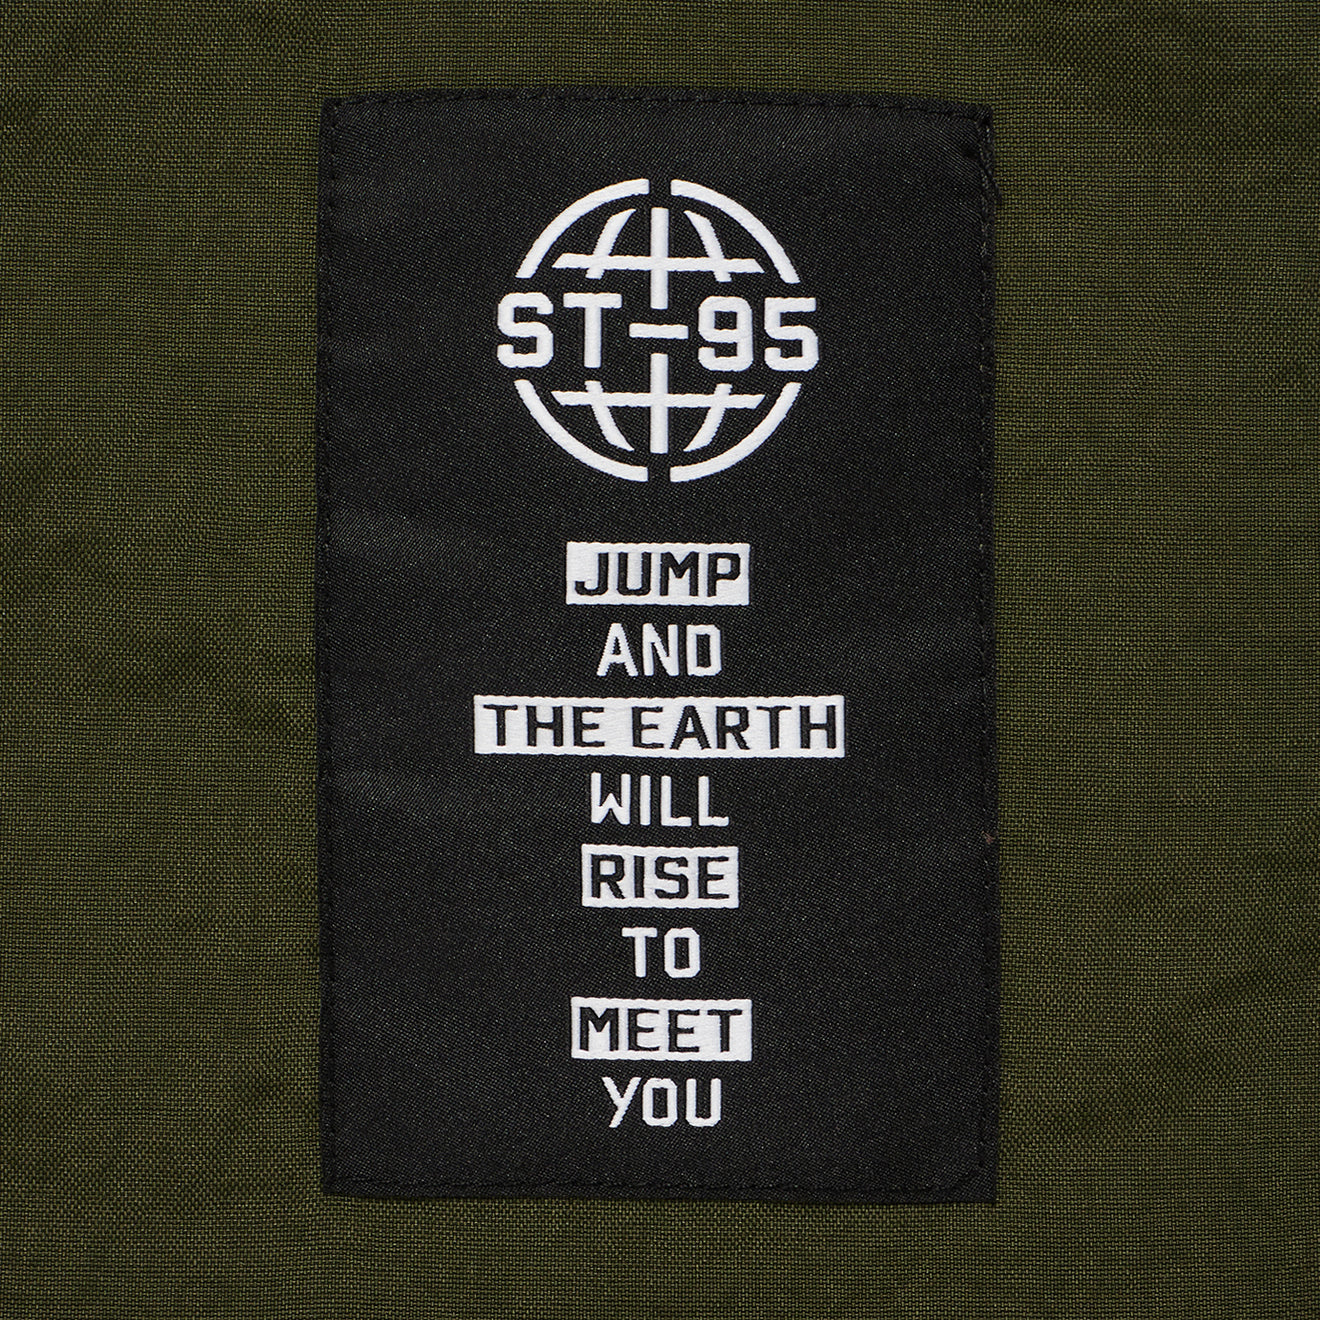 ST-95
JUMP
AND
THE EARTH
WILL
RISE
TO
MEET
YOU